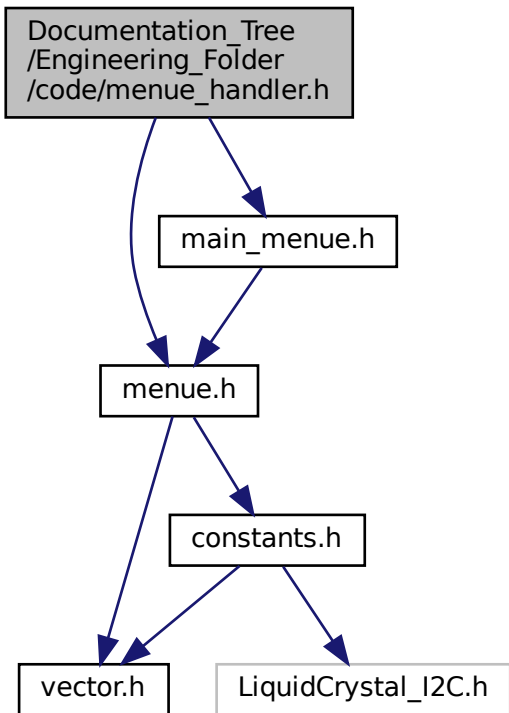 Documentation_Tree
/Engineering_Folder
/code/menue_handler.h
main_menue.h
menue.h
constants.h
vector.h
LiquidCrystal_I2C.h